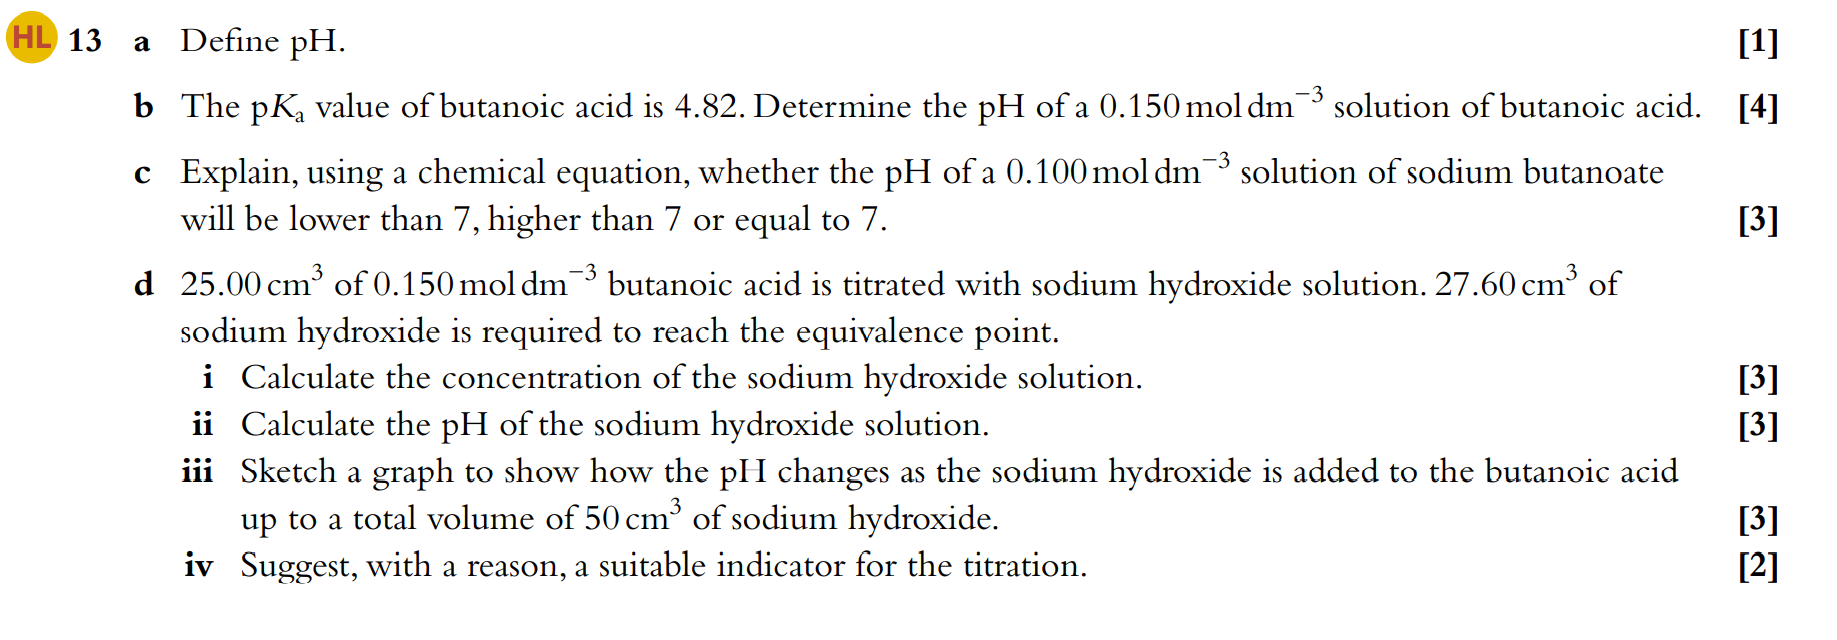 HL 13 a Define pH. [1]
b The pKₐ value of butanoic acid is 4.82. Determine the pH of a 0.150 mol dm⁻³ solution of butanoic acid. [4]
c Explain, using a chemical equation, whether the pH of a 0.100 mol dm⁻³ solution of sodium butanoate
will be lower than 7, higher than 7 or equal to 7. [3]
d 25.00 cm³ of 0.150 mol dm⁻³ butanoic acid is titrated with sodium hydroxide solution. 27.60 cm³ of
sodium hydroxide is required to reach the equivalence point.
i Calculate the concentration of the sodium hydroxide solution. [3]
ii Calculate the pH of the sodium hydroxide solution. [3]
iii Sketch a graph to show how the pH changes as the sodium hydroxide is added to the butanoic acid
up to a total volume of 50 cm³ of sodium hydroxide. [3]
iv Suggest, with a reason, a suitable indicator for the titration. [2]